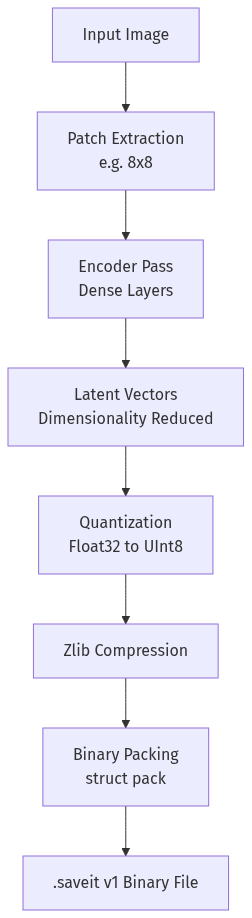 Input Image
Patch Extraction
e.g. 8x8
Encoder Pass
Dense Layers
Latent Vectors
Dimensionality Reduced
Quantization
Float32 to UInt8
Zlib Compression
Binary Packing
struct pack
.saveit v1 Binary File